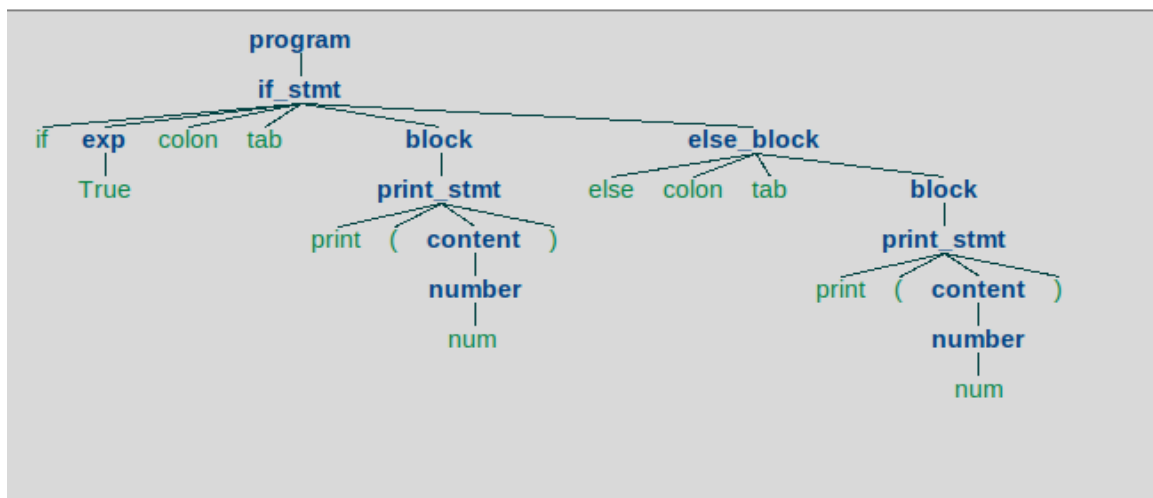 program
if_stmt
if exp colon tab block else_block
True print_stmt else colon tab block
print ( content ) print_stmt
number print ( content )
num number
num